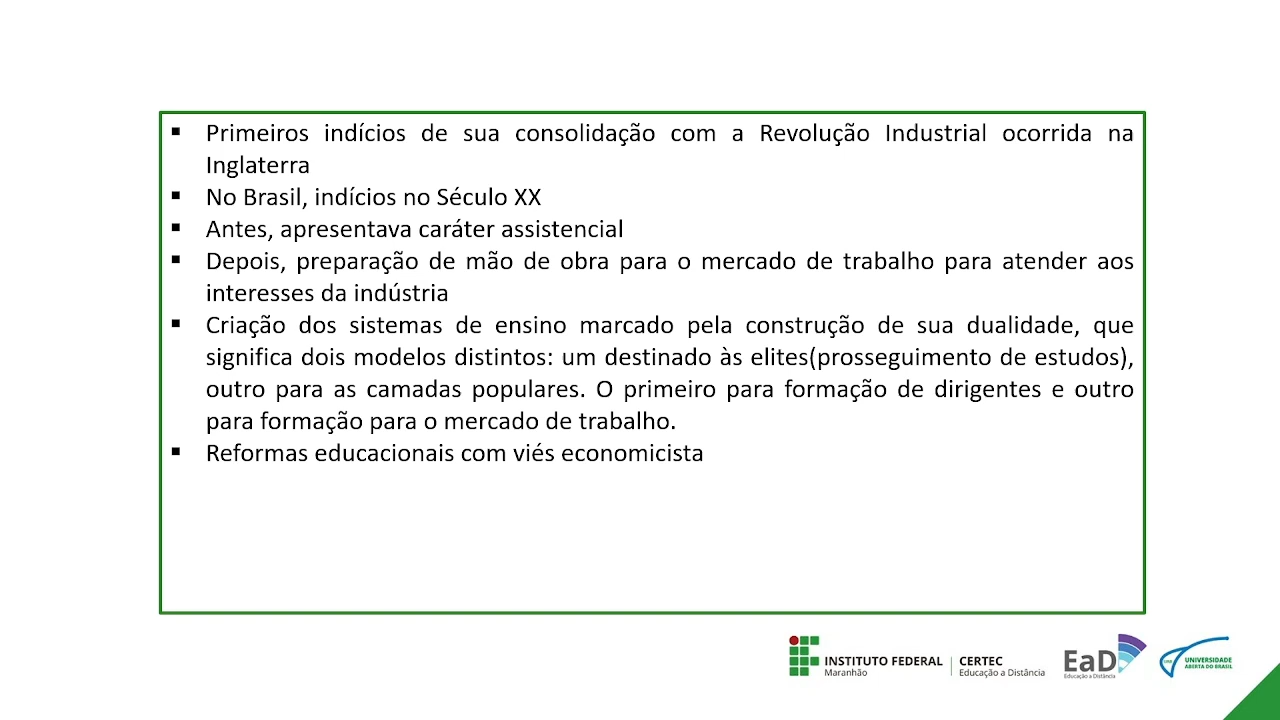 ▪ Primeiros indícios de sua consolidação com a Revolução Industrial ocorrida na
Inglaterra
▪ No Brasil, indícios no Século XX
▪ Antes, apresentava caráter assistencial
▪ Depois, preparação de mão de obra para o mercado de trabalho para atender aos
interesses da indústria
▪ Criação dos sistemas de ensino marcado pela construção de sua dualidade, que
significa dois modelos distintos: um destinado às elites(prosseguimento de estudos),
outro para as camadas populares. O primeiro para formação de dirigentes e outro
para formação para o mercado de trabalho.
▪ Reformas educacionais com viés economicista
INSTITUTO FEDERAL
Maranhão
CERTEC
Educação a Distância
EaD
Educação a Distância
UAB
UNIVERSIDADE
ABERTA DO BRASIL